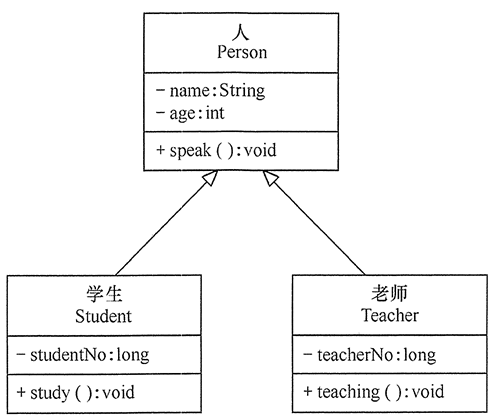 人
Person
- name:String
- age:int
+ speak ( ):void
学生
Student
- studentNo:long
+ study ( ):void
老师
Teacher
- teacherNo:long
+ teaching ( ):void